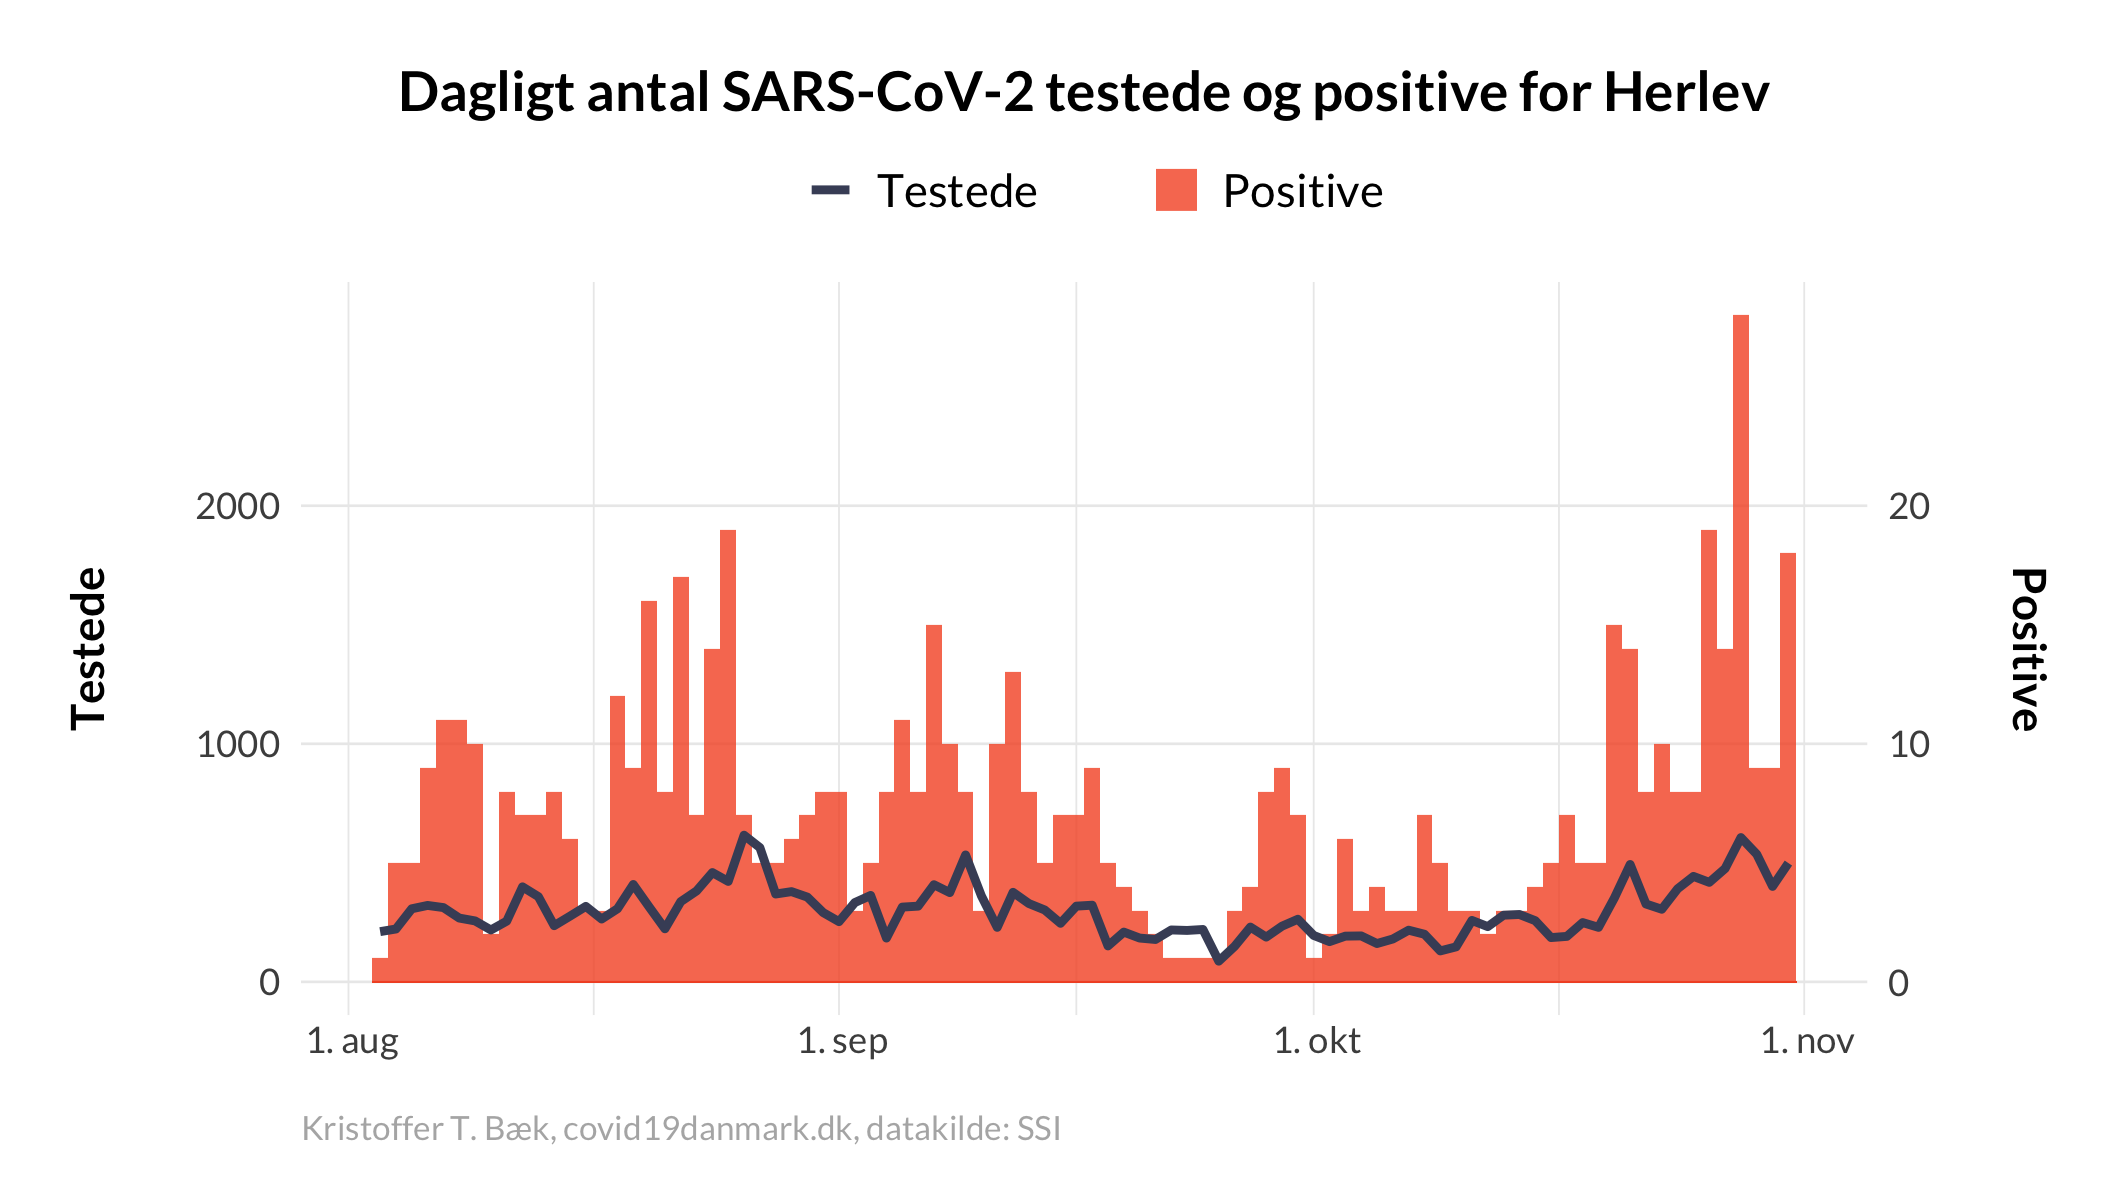 Dagligt antal SARS-CoV-2 testede og positive for Herlev
Testede
Positive
2000
1000
0
Testede
20
10
0
Positive
1. aug
1. sep
1. okt
1. nov
Kristoffer T. Bæk, covid19danmark.dk, datakilde: SSI